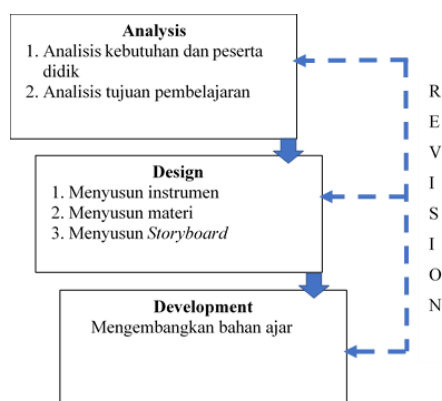 Analysis
1. Analisis kebutuhan dan peserta
didik
2. Analisis tujuan pembelajaran
Design
1. Menyusun instrumen
2. Menyusun materi
3. Menyusun Storyboard
Development
Mengembangkan bahan ajar
R
E
V
I
S
I
O
N